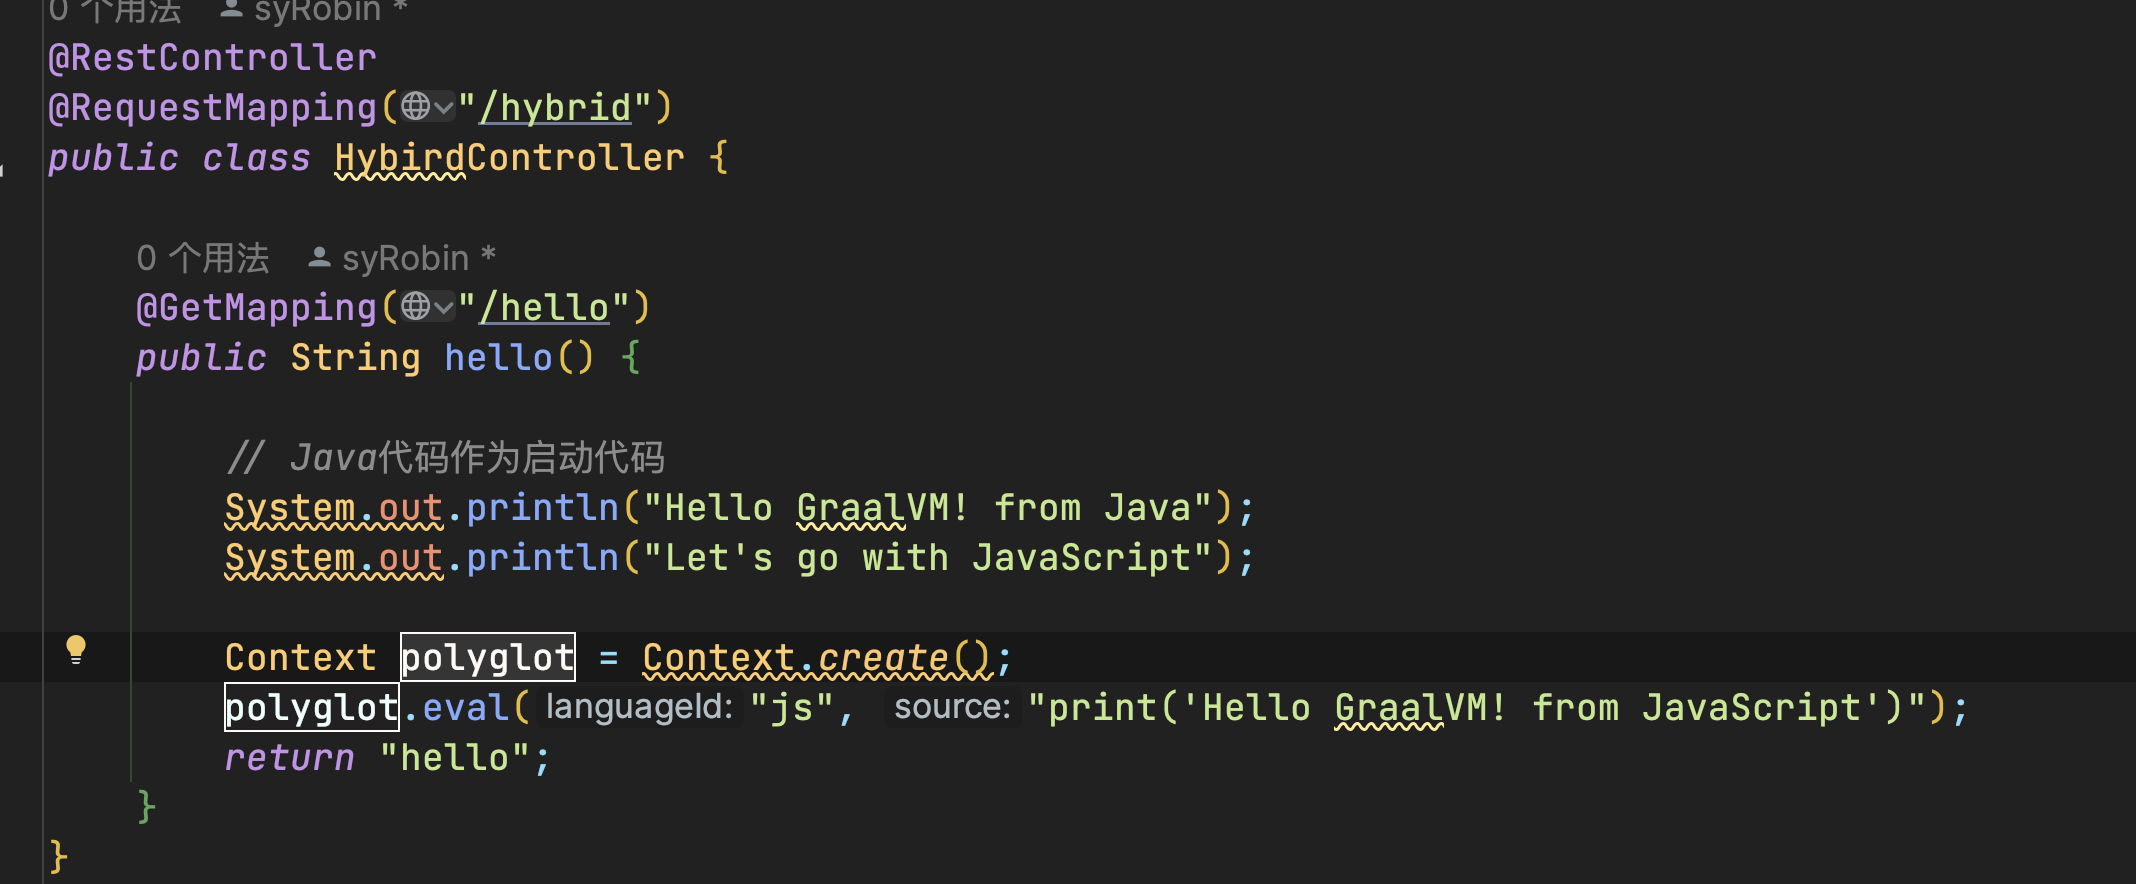 0 个用法 syRobin *
@RestController
@RequestMapping("/hybrid")
public class HybirdController {
0 个用法 syRobin *
@GetMapping("/hello")
public String hello() {
// Java代码作为启动代码
System.out.println("Hello GraalVM! from Java");
System.out.println("Let's go with JavaScript");
Context polyglot = Context.create();
polyglot.eval( languageId: "js", source: "print('Hello GraalVM! from JavaScript')");
return "hello";
}
}